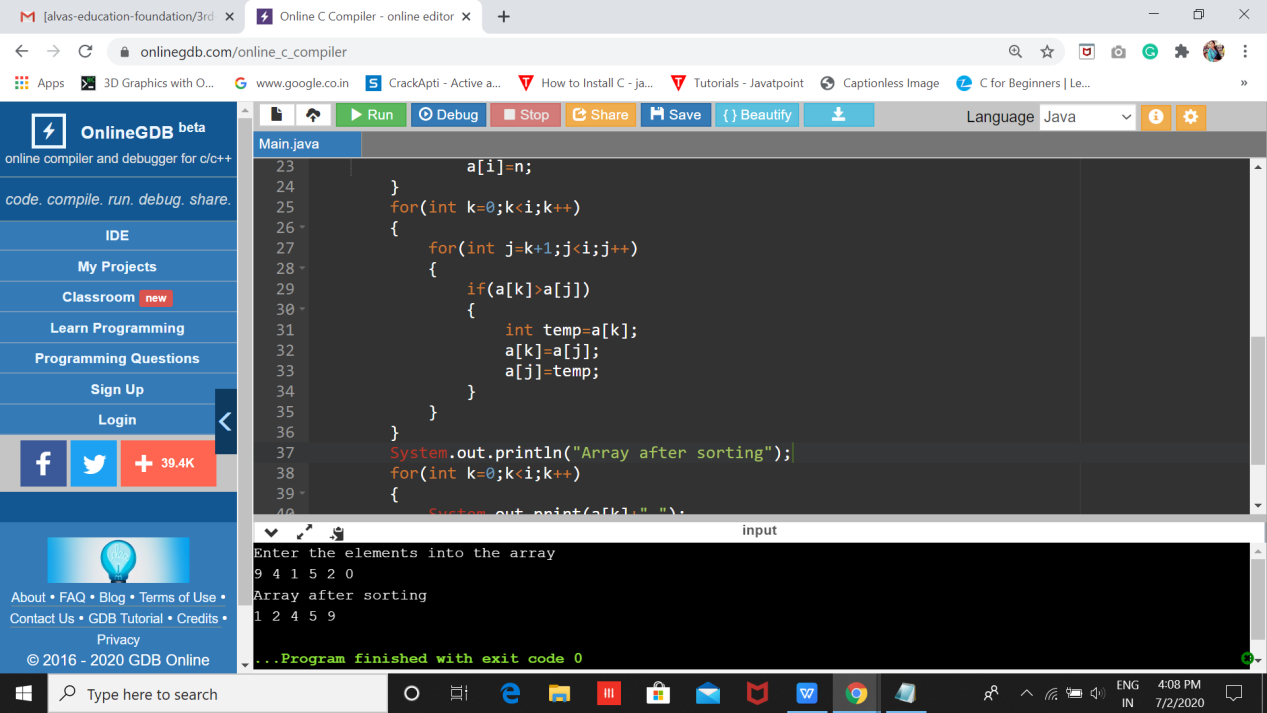 [alvas-education-foundation/3rd
Online C Compiler - online editor
onlinegdb.com/online_c_compiler
Apps
3D Graphics with O...
www.google.co.in
CrackApti - Active a...
How to Install C - ja...
Tutorials - Javatpoint
Captionless Image
C for Beginners | Le...
»
OnlineGDB beta
online compiler and debugger for c/c++
code. compile. run. debug. share.
IDE
My Projects
Classroom new
Learn Programming
Programming Questions
Sign Up
Login
39.4K
About • FAQ • Blog • Terms of Use •
Contact Us • GDB Tutorial • Credits •
Privacy
© 2016 - 2020 GDB Online
Run Debug Stop Share Save { } Beautify
Language Java
Main.java
23 a[i]=n;
24 }
25 for(int k=0;k<i;k++)
26 {
27 for(int j=k+1;j<i;j++)
28 {
29 if(a[k]>a[j])
30 {
31 int temp=a[k];
32 a[k]=a[j];
33 a[j]=temp;
34 }
35 }
36 }
37 System.out.println("Array after sorting");
38 for(int k=0;k<i;k++)
39 {
40 System.out.print(a[k]+" ");
input
Enter the elements into the array
9 4 1 5 2 0
Array after sorting
1 2 4 5 9
...Program finished with exit code 0
Type here to search
ENG
IN
4:08 PM
7/2/2020